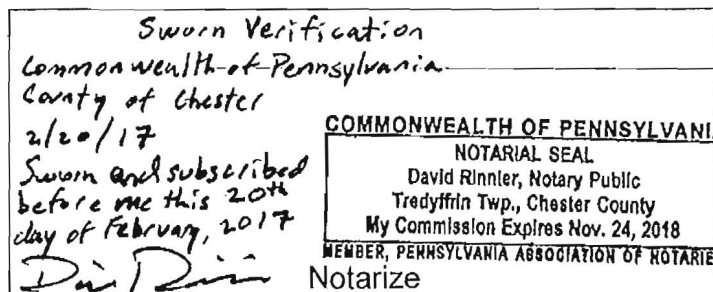 Sworn Verification
Commonwealth of Pennsylvania
County of Chester
2/20/17
Sworn and subscribed
before me this 20th
day of February, 2017
COMMONWEALTH OF PENNSYLVANI
NOTARIAL SEAL
David Rinnier, Notary Public
Tredyffrin Twp., Chester County
My Commission Expires Nov. 24, 2018
MEMBER, PENNSYLVANIA ASSOCIATION OF NOTARIE
Notarize